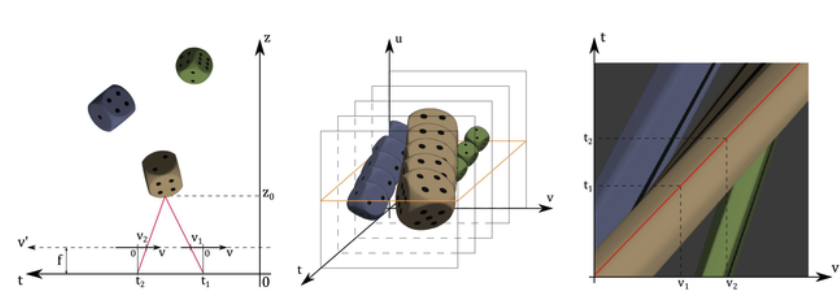 z
z₀
v'
v₂
v₁
0
v
0
v
f
t
t₂
t₁
0
u
v
t
t
t₂
t₁
v₁
v₂
v